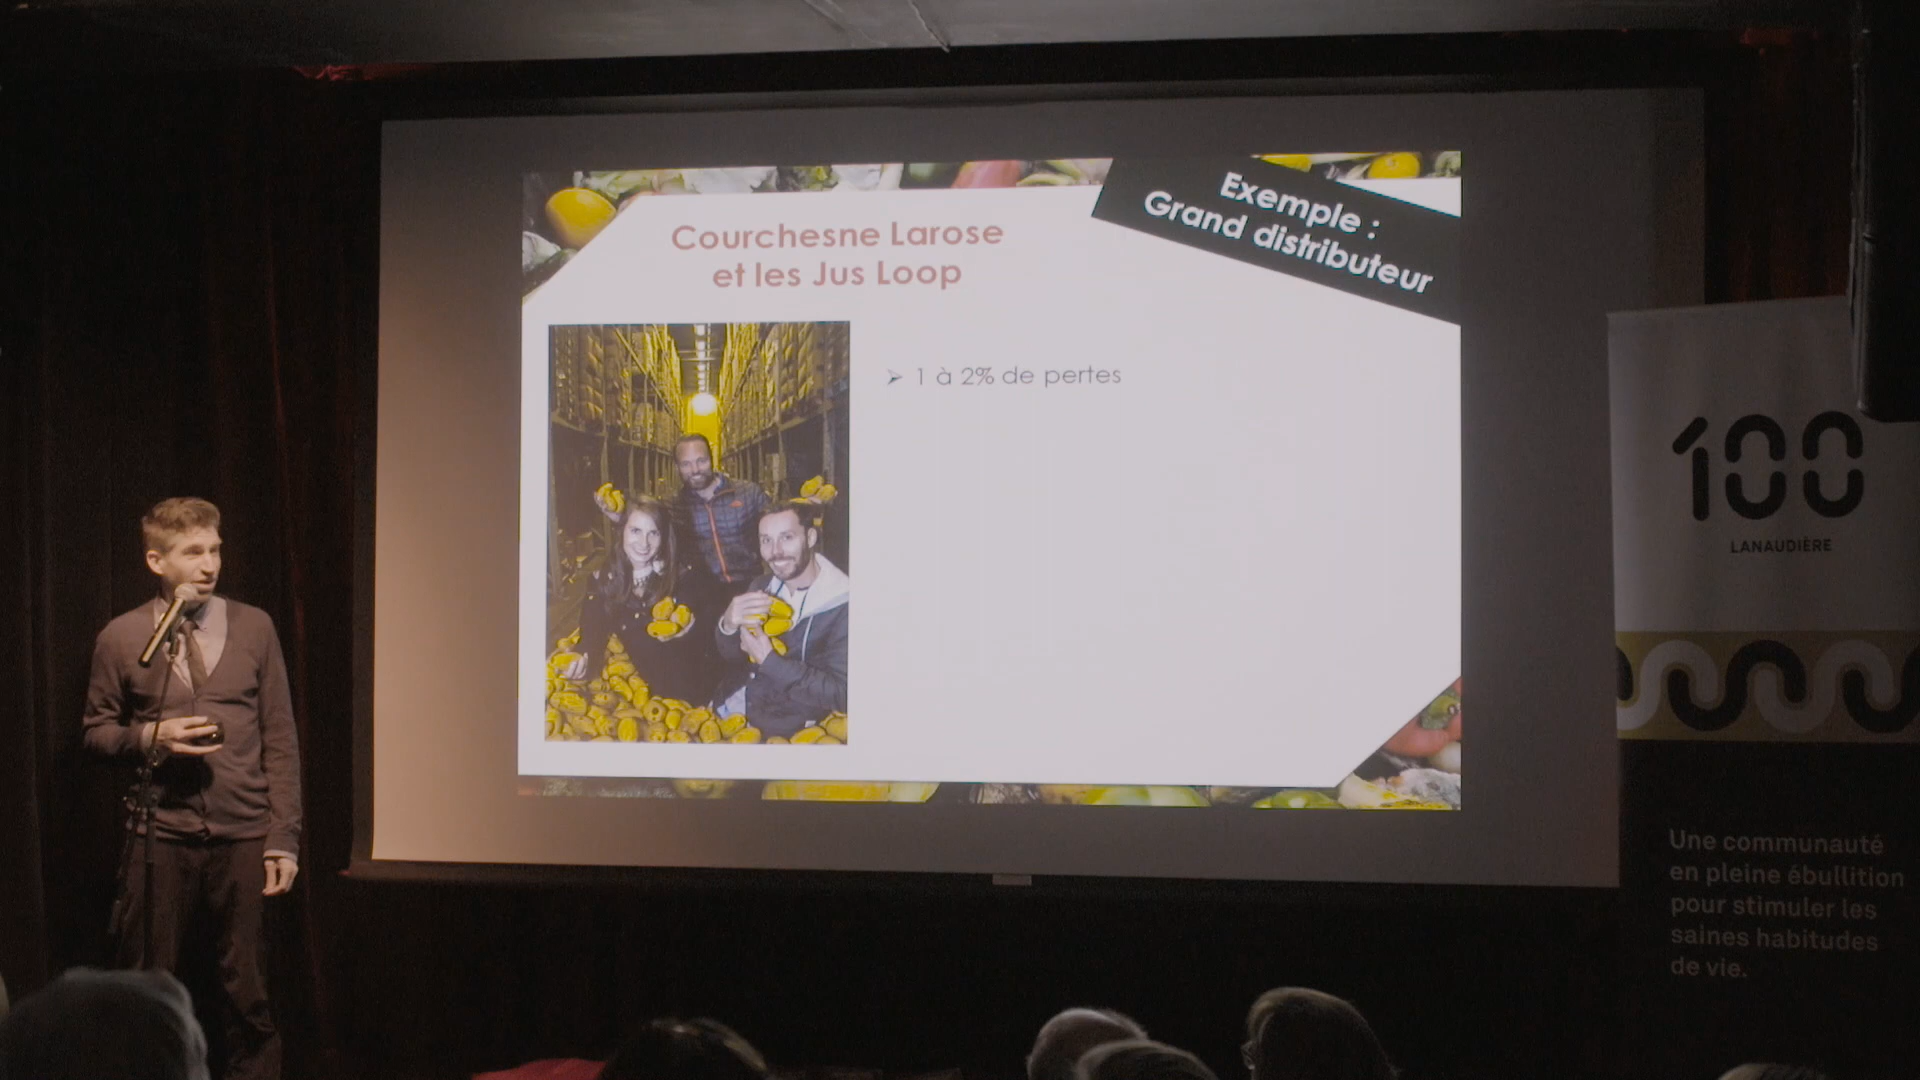 Courchesne Larose
et les Jus Loop
Exemple :
Grand distributeur
➢ 1 à 2% de pertes
100
LANAUDIÈRE
Une communauté
en pleine ébullition
pour stimuler les
saines habitudes
de vie.